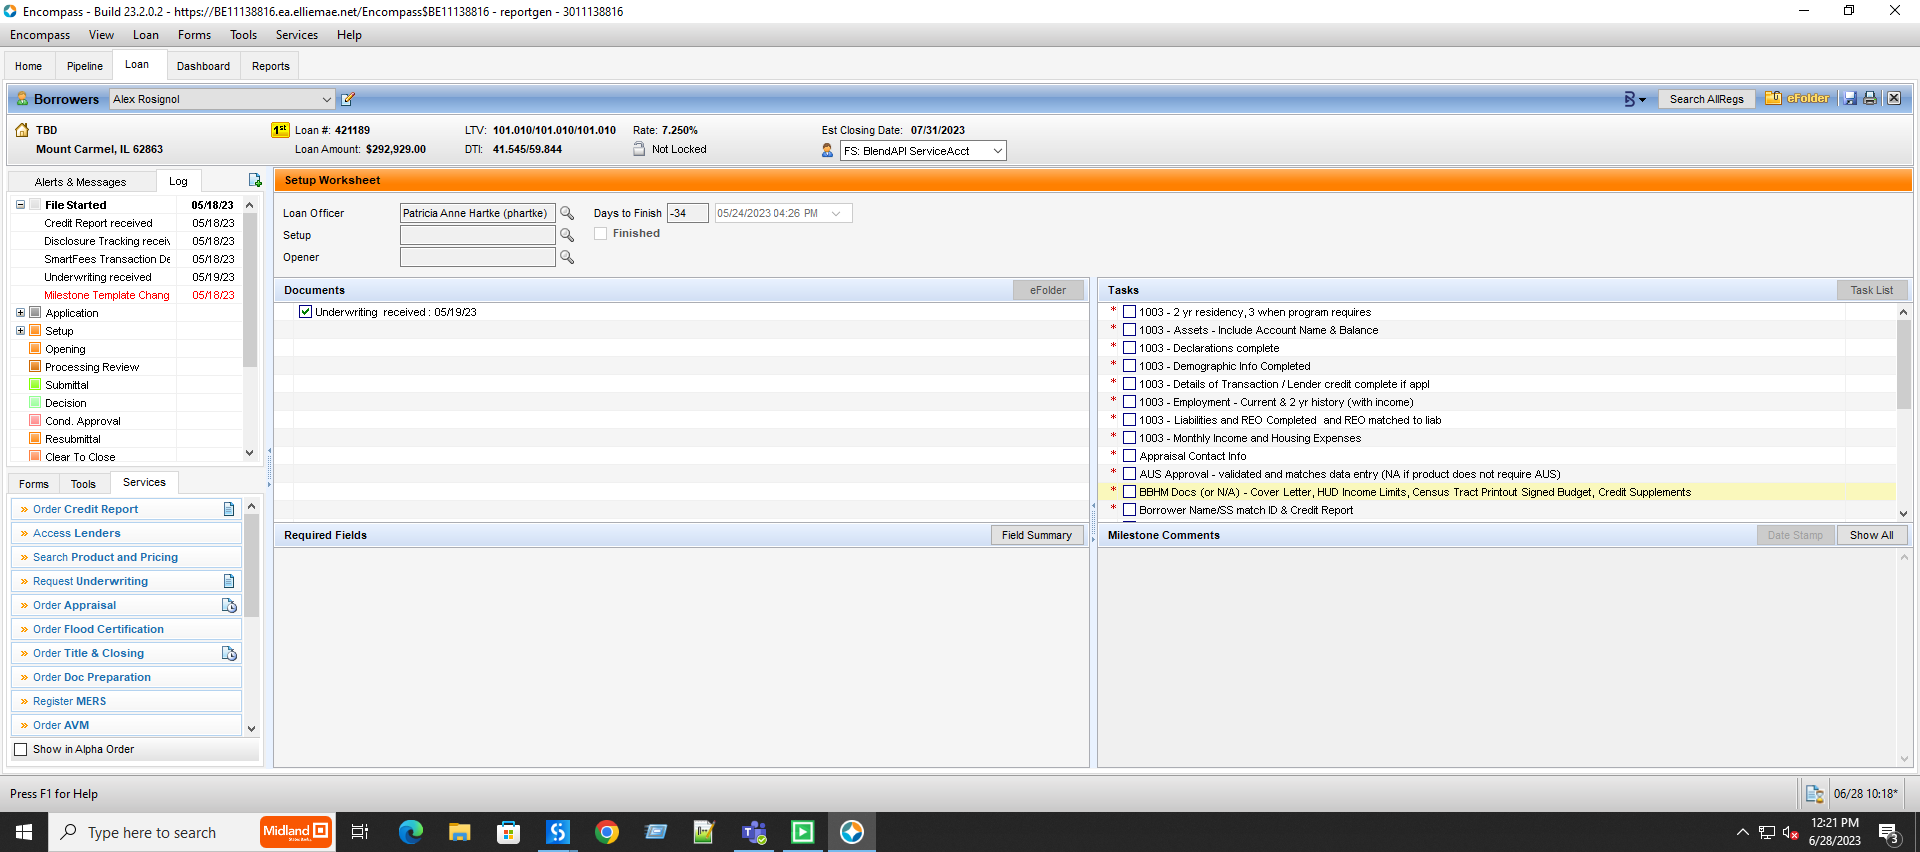 Encompass - Build 23.2.0.2 - https://BE11138816.ea.elliemae.net/Encompass$BE11138816 - reportgen - 3011138816
Encompass View Loan Forms Tools Services Help
Home Pipeline Loan Dashboard Reports
Borrowers Alex Rosignol Search AllRegs eFolder
TBD 1st Loan #: 421189 LTV: 101.010/101.010/101.010 Rate: 7.250% Est Closing Date: 07/31/2023
Mount Carmel, IL 62863 Loan Amount: $292,929.00 DTI: 41.545/59.844 Not Locked FS: BlendAPI ServiceAcct
Alerts & Messages Log
File Started 05/18/23
Credit Report received 05/18/23
Disclosure Tracking receiv 05/18/23
SmartFees Transaction De 05/18/23
Underwriting received 05/19/23
Milestone Template Chang 05/18/23
Application
Setup
Opening
Processing Review
Submittal
Decision
Cond. Approval
Resubmittal
Clear To Close
Forms Tools Services
» Order Credit Report
» Access Lenders
» Search Product and Pricing
» Request Underwriting
» Order Appraisal
» Order Flood Certification
» Order Title & Closing
» Order Doc Preparation
» Register MERS
» Order AVM
Show in Alpha Order
Setup Worksheet
Loan Officer Patricia Anne Hartke (phartke) Days to Finish -34 05/24/2023 04:26 PM
Setup Finished
Opener
Documents eFolder
Underwriting received : 05/19/23
Tasks Task List
* 1003 - 2 yr residency, 3 when program requires
* 1003 - Assets - Include Account Name & Balance
* 1003 - Declarations complete
* 1003 - Demographic Info Completed
* 1003 - Details of Transaction / Lender credit complete if appl
* 1003 - Employment - Current & 2 yr history (with income)
* 1003 - Liabilities and REO Completed and REO matched to liab
* 1003 - Monthly Income and Housing Expenses
* Appraisal Contact Info
* AUS Approval - validated and matches data entry (NA if product does not require AUS)
* BBHM Docs (or N/A) - Cover Letter, HUD Income Limits, Census Tract Printout Signed Budget, Credit Supplements
* Borrower Name/SS match ID & Credit Report
Required Fields Field Summary
Milestone Comments Date Stamp Show All
Press F1 for Help 06/28 10:18*
Type here to search Midland
12:21 PM
6/28/2023
3